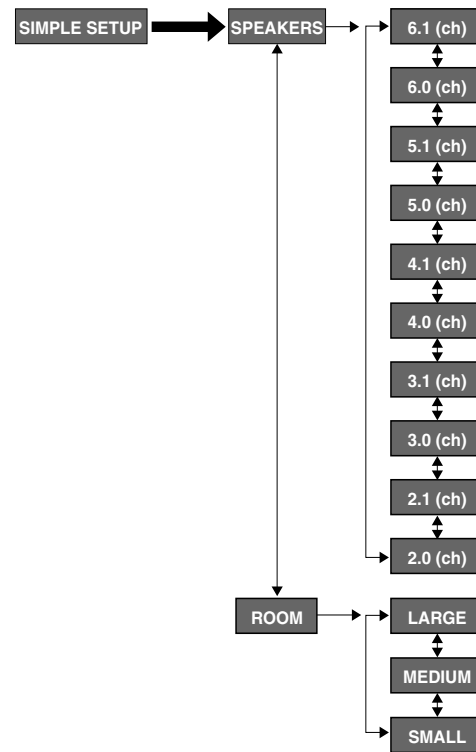 SIMPLE SETUP
SPEAKERS
6.1 (ch)
6.0 (ch)
5.1 (ch)
5.0 (ch)
4.1 (ch)
4.0 (ch)
3.1 (ch)
3.0 (ch)
2.1 (ch)
2.0 (ch)
ROOM
LARGE
MEDIUM
SMALL